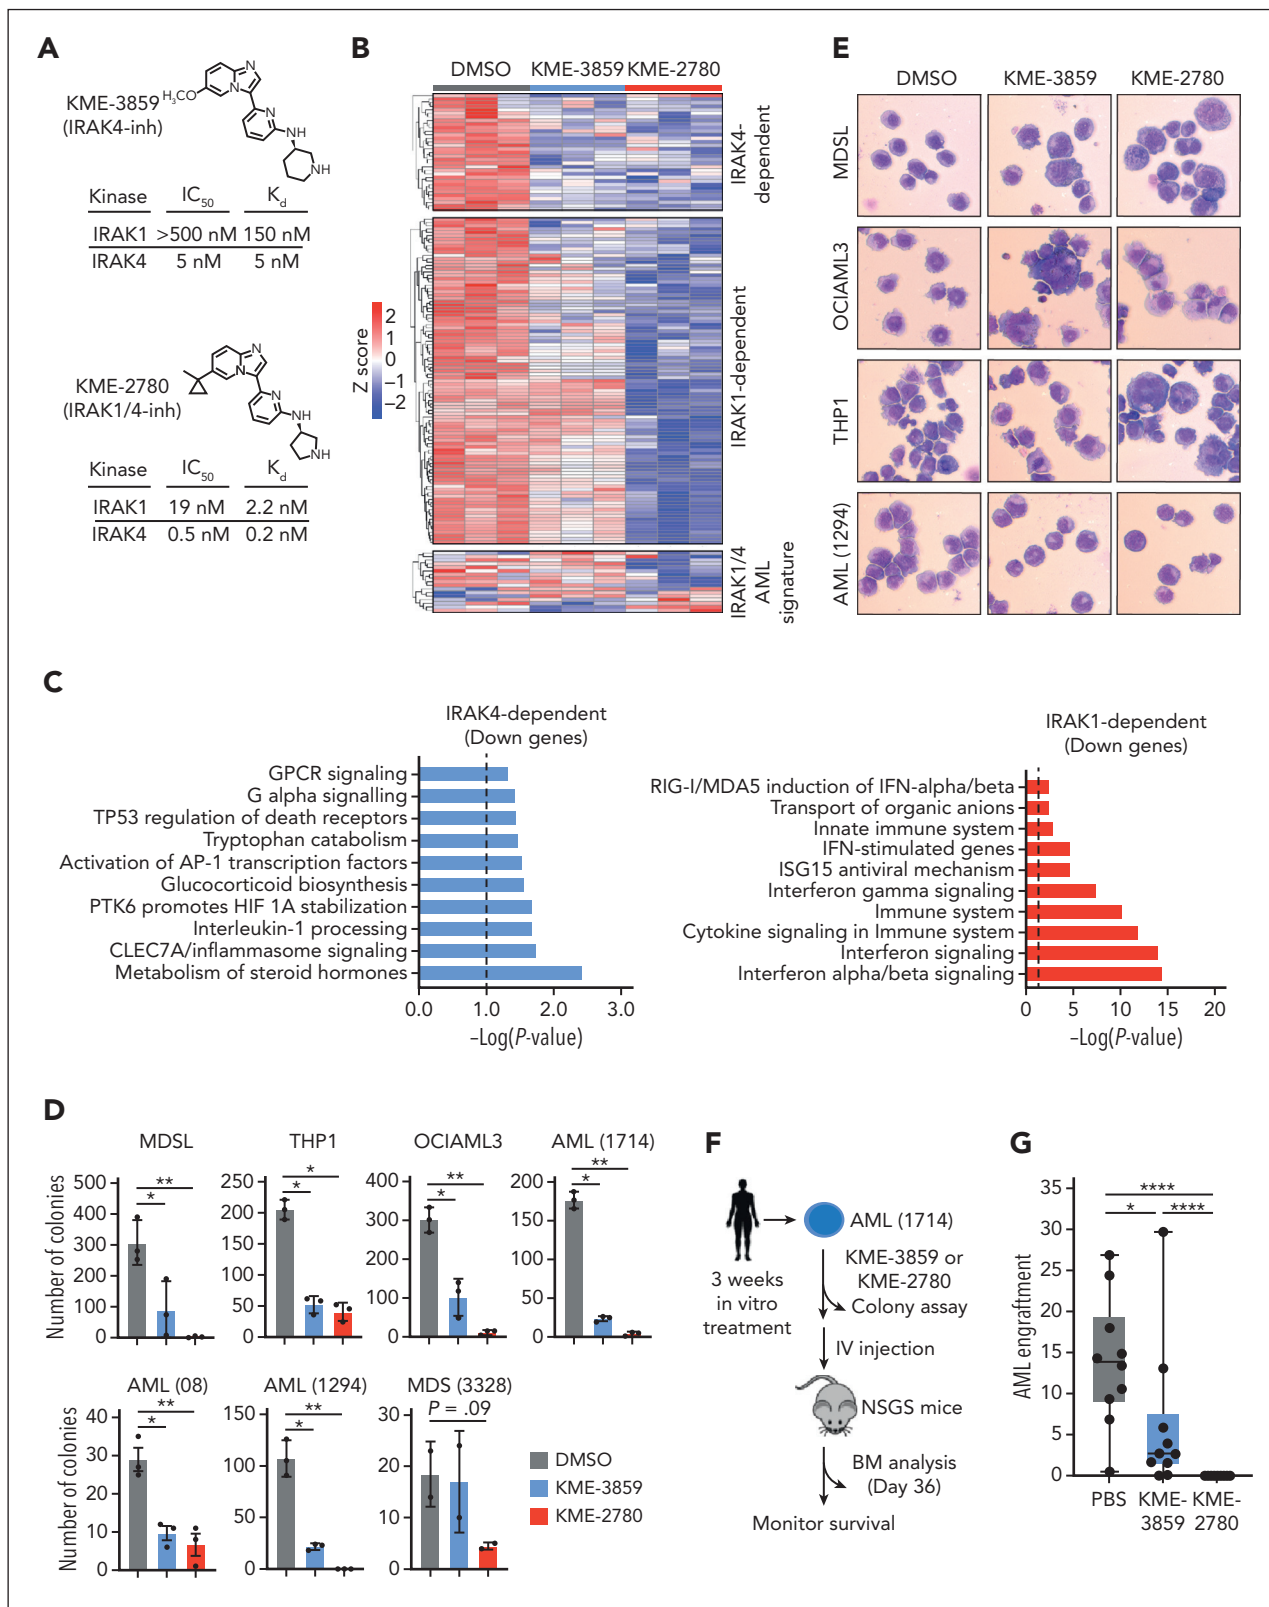 A
KME-3859
(IRAK4-inh)
H₃CO
N
N
N
NH
NH
Kinase IC₅₀ K_d
IRAK1 >500 nM 150 nM
IRAK4 5 nM 5 nM
KME-2780
(IRAK1/4-inh)
N
N
N
NH
NH
Kinase IC₅₀ K_d
IRAK1 19 nM 2.2 nM
IRAK4 0.5 nM 0.2 nM
B
DMSO KME-3859 KME-2780
IRAK4-
dependent
IRAK1-dependent
IRAK1/4
AML
signature
Z score
2
1
0
–1
–2
E
DMSO KME-3859 KME-2780
MDSL
OCIAML3
THP1
AML (1294)
C
IRAK4-dependent
(Down genes)
GPCR signaling
G alpha signalling
TP53 regulation of death receptors
Tryptophan catabolism
Activation of AP-1 transcription factors
Glucocorticoid biosynthesis
PTK6 promotes HIF 1A stabilization
Interleukin-1 processing
CLEC7A/inflammasome signaling
Metabolism of steroid hormones
0.0 1.0 2.0 3.0
–Log(P-value)
IRAK1-dependent
(Down genes)
RIG-I/MDA5 induction of IFN-alpha/beta
Transport of organic anions
Innate immune system
IFN-stimulated genes
ISG15 antiviral mechanism
Interferon gamma signaling
Immune system
Cytokine signaling in Immune system
Interferon signaling
Interferon alpha/beta signaling
0 5 10 15 20
–Log(P-value)
D
Number of colonies
MDSL
500
400
300
200
100
0
**
*
THP1
250
200
150
100
50
0
*
*
OCIAML3
400
300
200
100
0
**
*
AML (1714)
200
150
100
50
0
**
*
Number of colonies
AML (08)
40
30
20
10
0
**
*
AML (1294)
150
100
50
0
**
*
MDS (3328)
P = .09
30
20
10
0
DMSO
KME-3859
KME-2780
F
AML (1714)
3 weeks
in vitro
treatment
KME-3859 or
KME-2780
Colony assay
IV injection
NSGS mice
BM analysis
(Day 36)
Monitor survival
G
AML engraftment
35
30
25
20
15
10
5
0
****
* ****
PBS KME- KME-
3859 2780